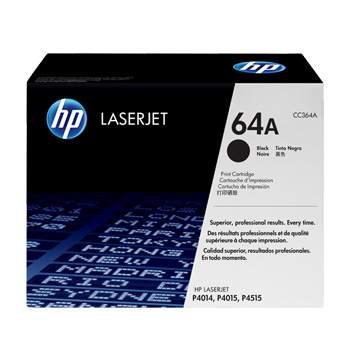 hp
hp LASERJET
64A
CC364A
Black Tinta Negra
Noire 黑色
Print Cartridge
Cartouche d'impression
Cartucho de Impresión
打印硒鼓
Superior, professional results. Every time.
Des résultats professionnels et de qualité
supérieure à chaque impression.
Calidad superior, resultados profesionales.
En todo momento.
HP LASERJET
P4014, P4015, P4515